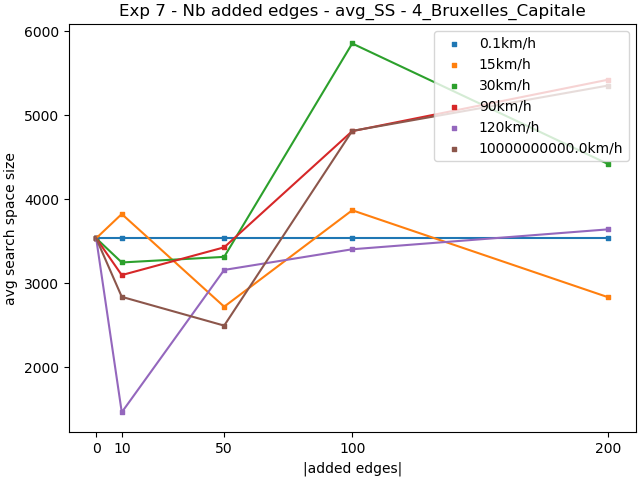 Exp 7 - Nb added edges - avg_SS - 4_Bruxelles_Capitale
6000
5000
4000
3000
2000
avg search space size
0.1km/h
15km/h
30km/h
90km/h
120km/h
10000000000.0km/h
0 10 50 100 200
|added edges|